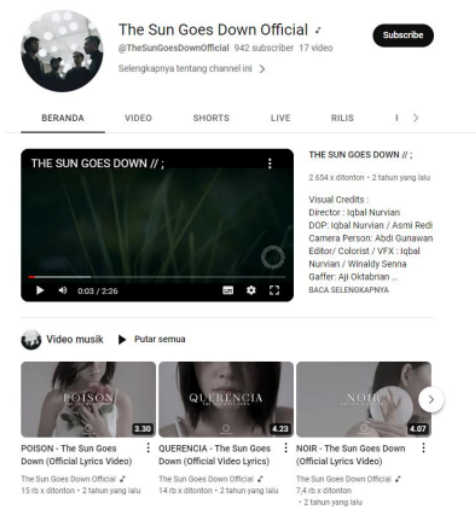 The Sun Goes Down Official
@TheSunGoesDownOfficial 942 subscriber 17 video
Subscribe
Selengkapnya tentang channel ini
BERANDA VIDEO SHORTS LIVE RILIS
THE SUN GOES DOWN // ;
0:03 / 2:26
THE SUN GOES DOWN // ;
2.654 x ditonton • 2 tahun yang lalu
Visual Credits :
Director : Iqbal Nurvian
DOP: Iqbal Nurvian / Asmi Redi
Camera Person: Abdi Gunawan
Editor/ Colorist / VFX : Iqbal
Nurvian / Winaldy Senna
Gaffer: Aji Oktabrian ...
BACA SELENGKAPNYA
Video musik Putar semua
POISON
3.30
QUERENCIA
4.23
NOIR
4.07
POISON - The Sun Goes
Down (Official Lyrics Video)
The Sun Goes Down Official
15 rb x ditonton • 2 tahun yang lalu
QUERENCIA - The Sun Goes
Down (Video Lyrics)
The Sun Goes Down Official
14 rb x ditonton • 2 tahun yang lalu
NOIR - The Sun Goes Down
(Official Lyrics Video)
The Sun Goes Down Official
7,4 rb x ditonton
• 2 tahun yang lalu